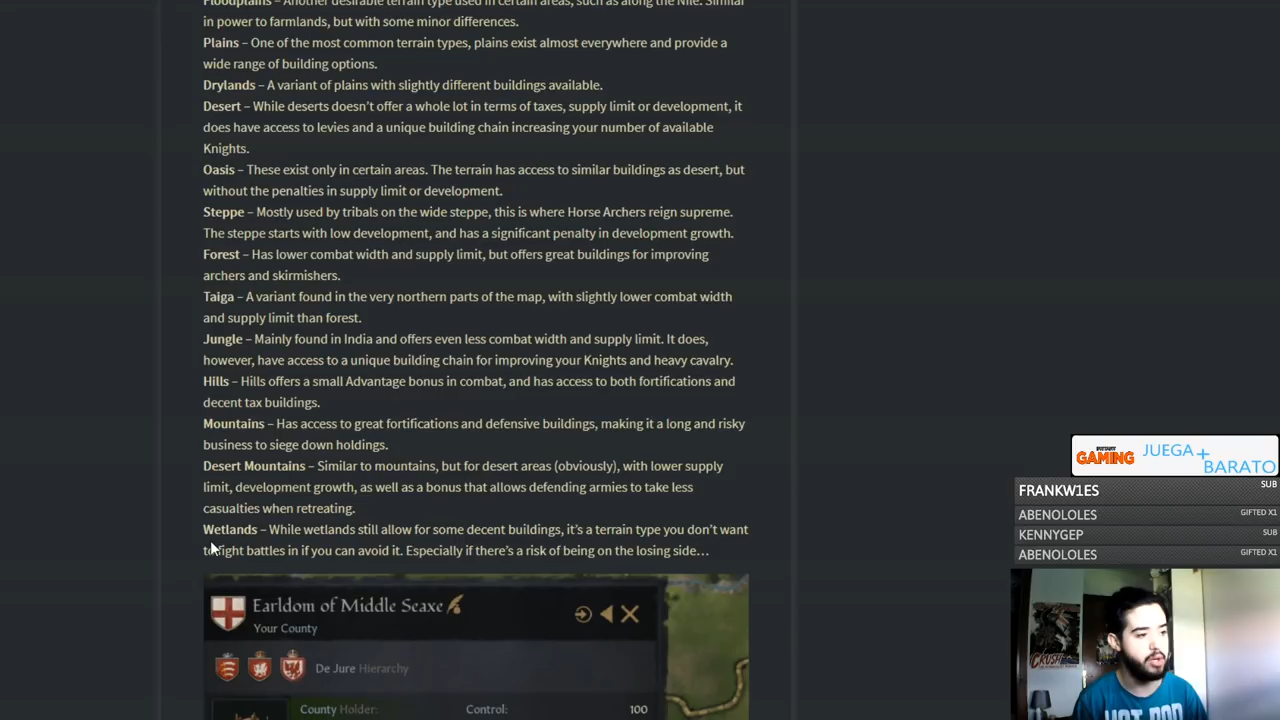 Floodplains – Another desirable terrain type used in certain areas, such as along the Nile. Similar
in power to farmlands, but with some minor differences.
Plains – One of the most common terrain types, plains exist almost everywhere and provide a
wide range of building options.
Drylands – A variant of plains with slightly different buildings available.
Desert – While deserts doesn't offer a whole lot in terms of taxes, supply limit or development, it
does have access to levies and a unique building chain increasing your number of available
Knights.
Oasis – These exist only in certain areas. The terrain has access to similar buildings as desert, but
without the penalties in supply limit or development.
Steppe – Mostly used by tribals on the wide steppe, this is where Horse Archers reign supreme.
The steppe starts with low development, and has a significant penalty in development growth.
Forest – Has lower combat width and supply limit, but offers great buildings for improving
archers and skirmishers.
Taiga – A variant found in the very northern parts of the map, with slightly lower combat width
and supply limit than forest.
Jungle – Mainly found in India and offers even less combat width and supply limit. It does,
however, have access to a unique building chain for improving your Knights and heavy cavalry.
Hills – Hills offers a small Advantage bonus in combat, and has access to both fortifications and
decent tax buildings.
Mountains – Has access to great fortifications and defensive buildings, making it a long and risky
business to siege down holdings.
Desert Mountains – Similar to mountains, but for desert areas (obviously), with lower supply
limit, development growth, as well as a bonus that allows defending armies to take less
casualties when retreating.
Wetlands – While wetlands still allow for some decent buildings, it's a terrain type you don't want
to fight battles in if you can avoid it. Especially if there's a risk of being on the losing side…
Earldom of Middle Seaxe
Your County
De Jure Hierarchy
County Holder: Control: 100
INSTANT GAMING JUEGA+ BARATO
FRANKW1ES SUB
ABENOLOLES GIFTED X1
KENNYGEP SUB
ABENOLOLES GIFTED X1
CRUSH
HOT ROD